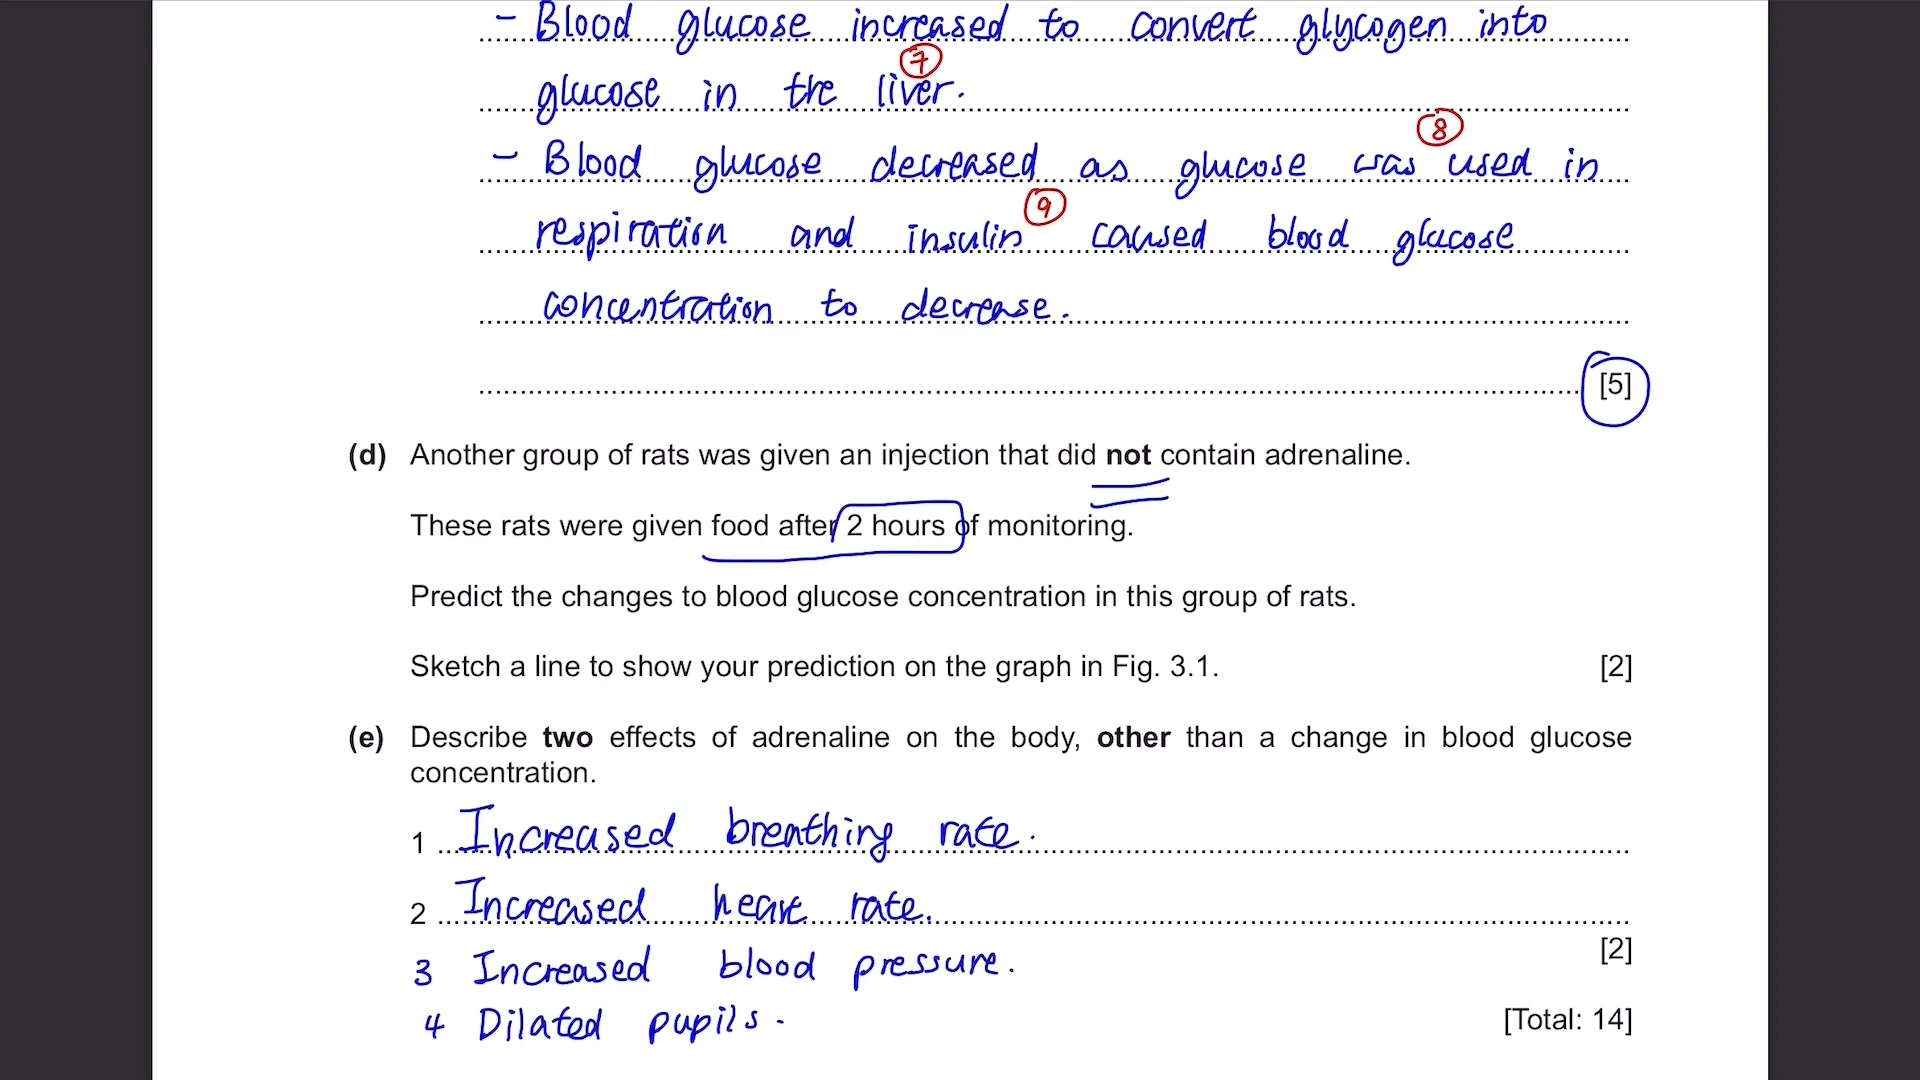 - Blood glucose increased to convert glycogen into
7
glucose in the liver.
8
- Blood glucose decreased as glucose was used in
9
respiration and insulin caused blood glucose
concentration to decrease.
[5]
(d) Another group of rats was given an injection that did not contain adrenaline.
These rats were given food after 2 hours of monitoring.
Predict the changes to blood glucose concentration in this group of rats.
Sketch a line to show your prediction on the graph in Fig. 3.1. [2]
(e) Describe two effects of adrenaline on the body, other than a change in blood glucose
concentration.
1 Increased breathing rate.
2 Increased heart rate.
[2]
3 Increased blood pressure.
4 Dilated pupils.
[Total: 14]